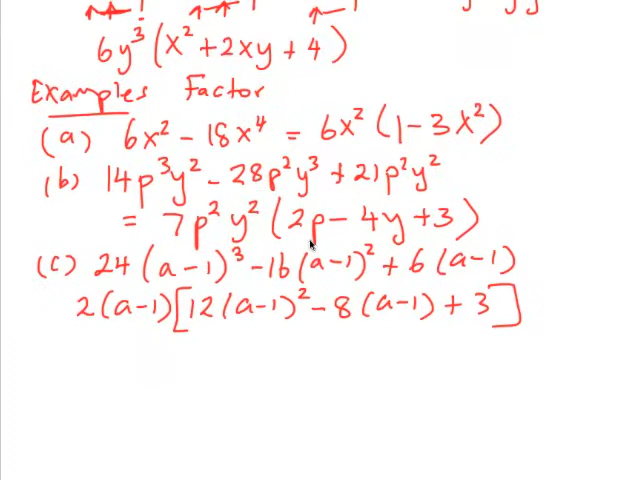 6y³(x²+2xy+4)
Examples Factor
(a) 6x² - 18x⁴ = 6x²(1-3x²)
(b) 14p³y² - 28p²y³ + 21p²y²
= 7p²y²(2p - 4y + 3)
(c) 24(a-1)³ - 16(a-1)² + 6(a-1)
2(a-1)[12(a-1)² - 8(a-1) + 3]